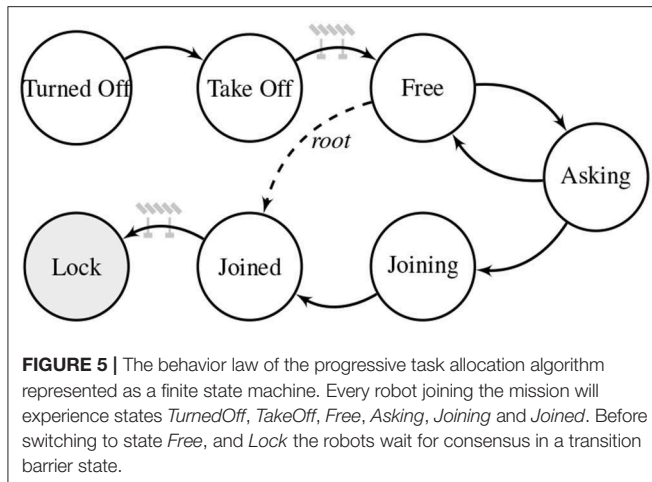 Turned Off
Take Off
Free
root
Asking
Lock
Joined
Joining
FIGURE 5 | The behavior law of the progressive task allocation algorithm
represented as a finite state machine. Every robot joining the mission will
experience states TurnedOff, TakeOff, Free, Asking, Joining and Joined. Before
switching to state Free, and Lock the robots wait for consensus in a transition
barrier state.